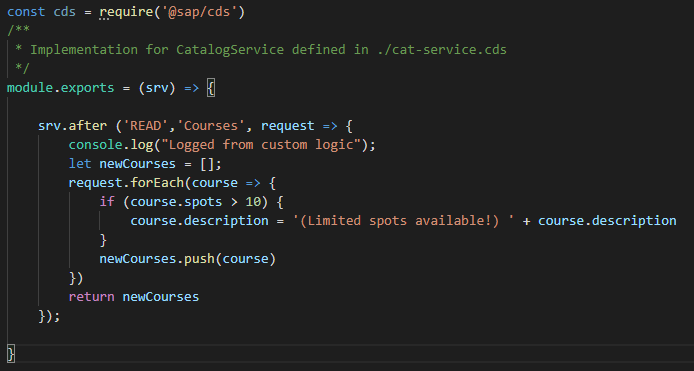 const cds = require('@sap/cds')
/**
 * Implementation for CatalogService defined in ./cat-service.cds
 */
module.exports = (srv) => {
    srv.after ('READ','Courses', request => {
        console.log("Logged from custom logic");
        let newCourses = [];
        request.forEach(course => {
            if (course.spots > 10) {
                course.description = '(Limited spots available!) ' + course.description
            }
            newCourses.push(course)
        })
        return newCourses
    });
}